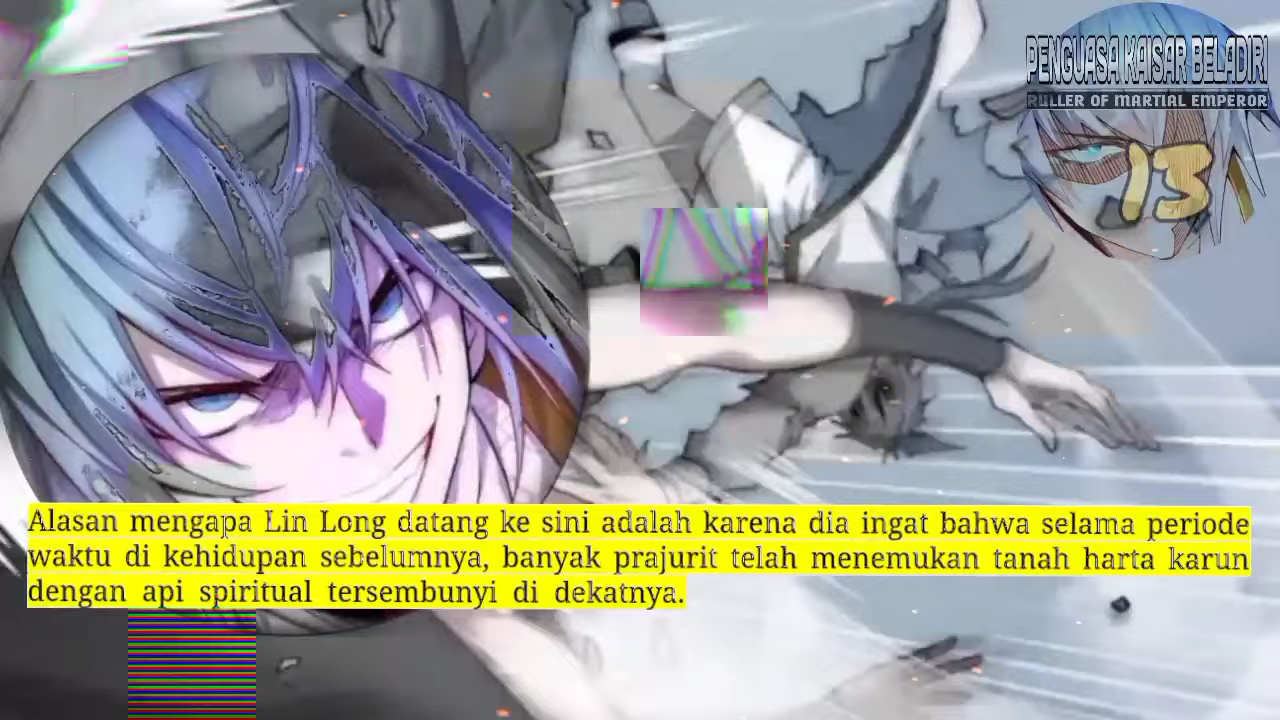 PENGUASA KAISAR BELADIRI
RULLER OF MARTIAL EMPEROR
13
Alasan mengapa Lin Long datang ke sini adalah karena dia ingat bahwa selama periode
waktu di kehidupan sebelumnya, banyak prajurit telah menemukan tanah harta karun
dengan api spiritual tersembunyi di dekatnya.